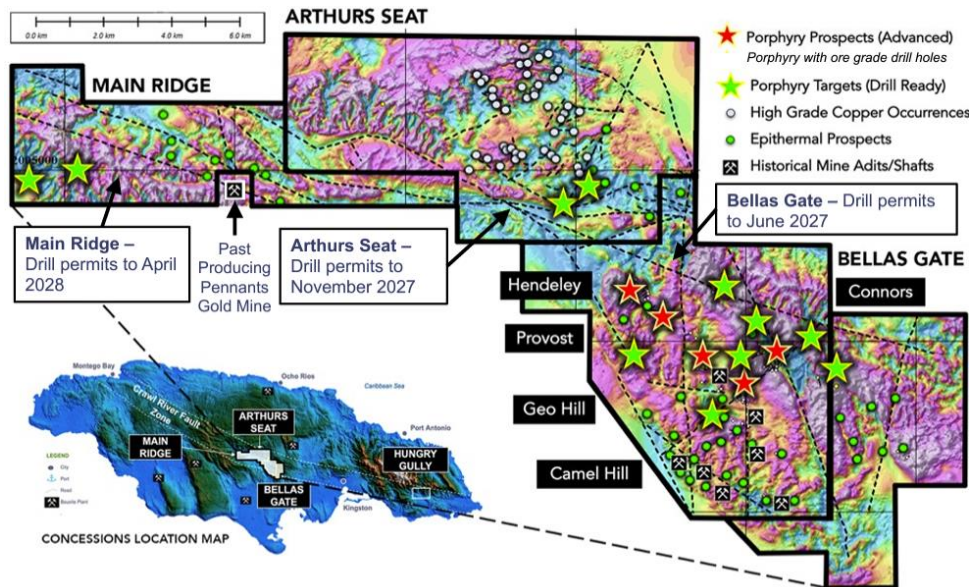 ARTHURS SEAT
0.0 km
2.0 km
4.0 km
6.0 km
MAIN RIDGE
Porphyry Prospects (Advanced)
Porphyry with ore grade drill holes
Porphyry Targets (Drill Ready)
High Grade Copper Occurrences
Epithermal Prospects
Historical Mine Adits/Shafts
Main Ridge –
Drill permits to April
2028
Past
Producing
Pennants
Gold Mine
Arthurs Seat –
Drill permits to
November 2027
Bellas Gate – Drill permits
to June 2027
BELLAS GATE
Hendeley
Connors
Provost
Geo Hill
Camel Hill
Montego Bay
Ocho Rios
Caribbean Sea
Crawl River Fault
Zone
Port Antonio
ARTHURS
SEAT
MAIN
RIDGE
HUNGRY
GULLY
BELLAS
GATE
Kingston
LEGEND
City
Port
Road
CONCESSIONS LOCATION MAP